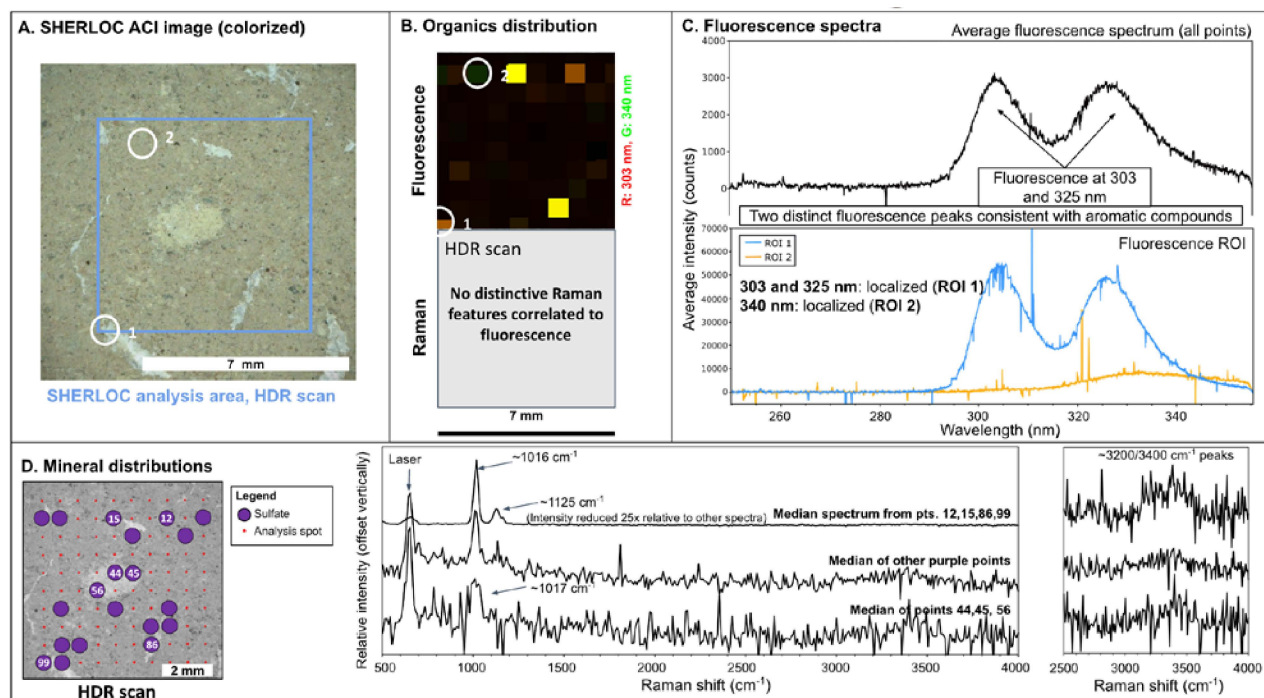 A. SHERLOC ACI image (colorized)
2
1
7 mm
SHERLOC analysis area, HDR scan
B. Organics distribution
Fluorescence
2
1
R: 303 nm, G: 340 nm
HDR scan
Raman
No distinctive Raman
features correlated to
fluorescence
7 mm
C. Fluorescence spectra
Average fluorescence spectrum (all points)
4000
3000
2000
1000
0
Fluorescence at 303
and 325 nm
Two distinct fluorescence peaks consistent with aromatic compounds
Average intensity (counts)
70000
60000
50000
40000
30000
20000
10000
0
ROI 1
ROI 2
Fluorescence ROI
303 and 325 nm: localized (ROI 1)
340 nm: localized (ROI 2)
260 280 300 320 340
Wavelength (nm)
D. Mineral distributions
15 12
44 45
56
86
99
2 mm
HDR scan
Legend
Sulfate
Analysis spot
Relative intensity (offset vertically)
Laser
~1016 cm⁻¹
~1125 cm⁻¹
(Intensity reduced 25x relative to other spectra)
Median spectrum from pts. 12,15,86,99
Median of other purple points
~1017 cm⁻¹
Median of points 44,45, 56
500 1000 1500 2000 2500 3000 3500 4000
Raman shift (cm⁻¹)
~3200/3400 cm⁻¹ peaks
2500 3000 3500 4000
Raman shift (cm⁻¹)